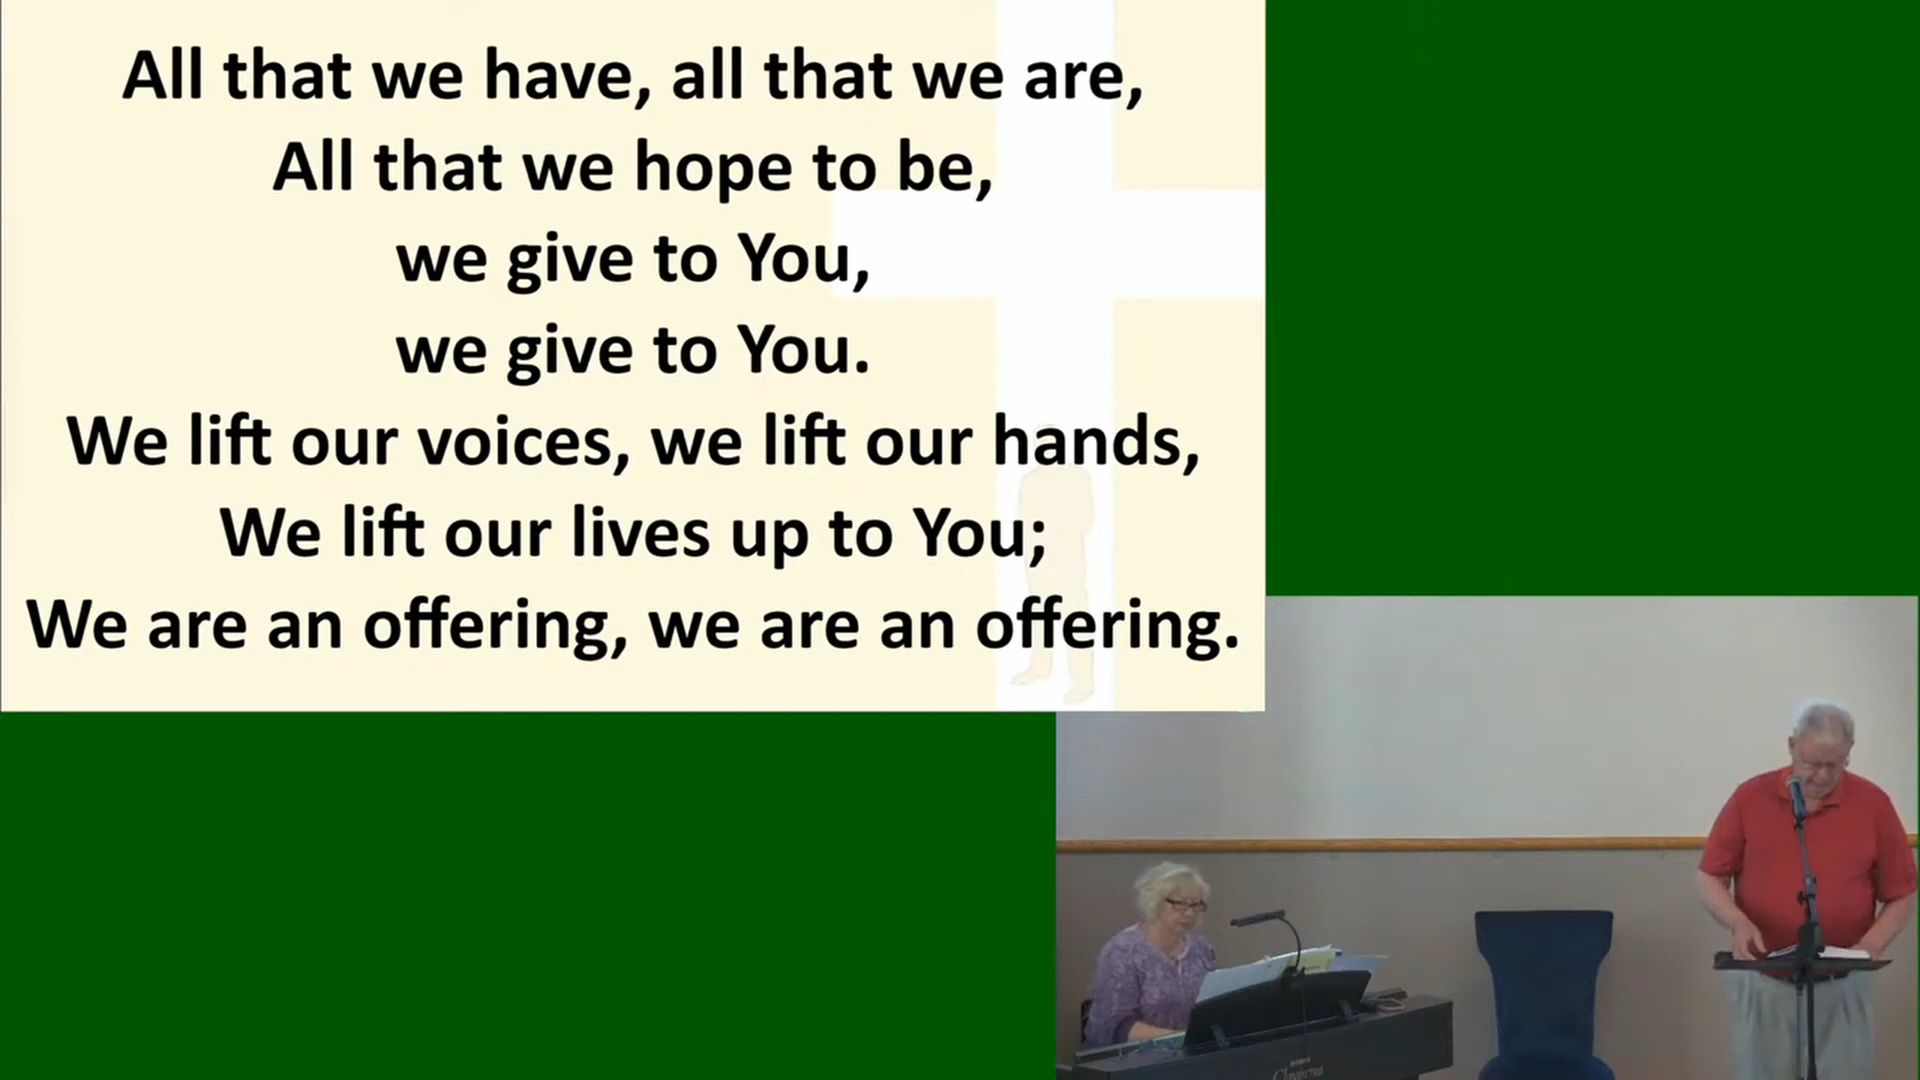 All that we have, all that we are,
All that we hope to be,
we give to You,
we give to You.
We lift our voices, we lift our hands,
We lift our lives up to You;
We are an offering, we are an offering.